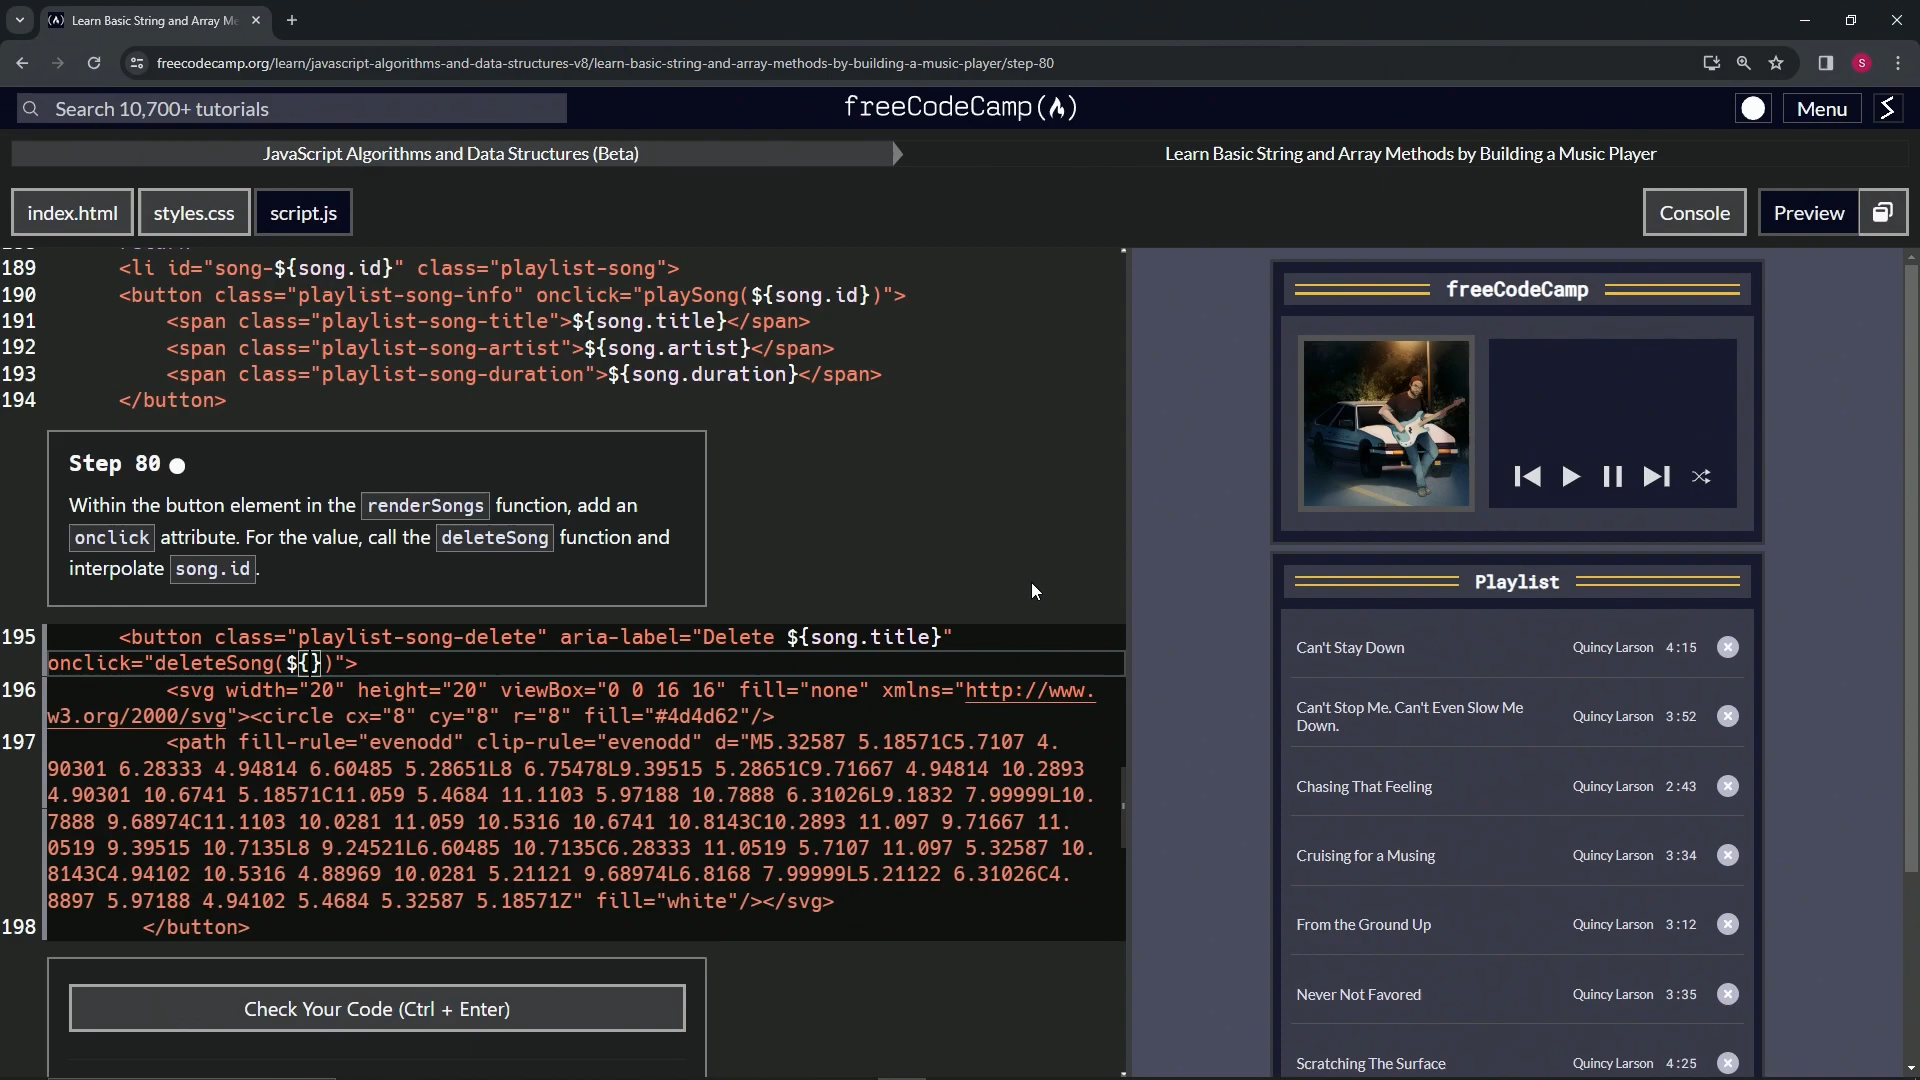 Learn Basic String and Array Me
freecodecamp.org/learn/javascript-algorithms-and-data-structures-v8/learn-basic-string-and-array-methods-by-building-a-music-player/step-80
S
Search 10,700+ tutorials
freeCodeCamp(🔥)
Menu
JavaScript Algorithms and Data Structures (Beta)
Learn Basic String and Array Methods by Building a Music Player
index.html
styles.css
script.js
Console
Preview
189 <li id="song-${song.id}" class="playlist-song">
190 <button class="playlist-song-info" onclick="playSong(${song.id})">
191 <span class="playlist-song-title">${song.title}</span>
192 <span class="playlist-song-artist">${song.artist}</span>
193 <span class="playlist-song-duration">${song.duration}</span>
194 </button>
Step 80
Within the button element in the renderSongs function, add an
onclick attribute. For the value, call the deleteSong function and
interpolate song.id.
195 <button class="playlist-song-delete" aria-label="Delete ${song.title}"
onclick="deleteSong(${})">
196 <svg width="20" height="20" viewBox="0 0 16 16" fill="none" xmlns="http://www.
w3.org/2000/svg"><circle cx="8" cy="8" r="8" fill="#4d4d62"/>
197 <path fill-rule="evenodd" clip-rule="evenodd" d="M5.32587 5.18571C5.7107 4.
90301 6.28333 4.94814 6.60485 5.28651L8 6.75478L9.39515 5.28651C9.71667 4.94814 10.2893
4.90301 10.6741 5.18571C11.059 5.4684 11.1103 5.97188 10.7888 6.31026L9.1832 7.99999L10.
7888 9.68974C11.1103 10.0281 11.059 10.5316 10.6741 10.8143C10.2893 11.097 9.71667 11.
0519 9.39515 10.7135L8 9.24521L6.60485 10.7135C6.28333 11.0519 5.7107 11.097 5.32587 10.
8143C4.94102 10.5316 4.88969 10.0281 5.21121 9.68974L6.8168 7.99999L5.21122 6.31026C4.
8897 5.97188 4.94102 5.4684 5.32587 5.18571Z" fill="white"/></svg>
198 </button>
Check Your Code (Ctrl + Enter)
freeCodeCamp
Playlist
Can't Stay Down Quincy Larson 4:15
Can't Stop Me. Can't Even Slow Me
Down. Quincy Larson 3:52
Chasing That Feeling Quincy Larson 2:43
Cruising for a Musing Quincy Larson 3:34
From the Ground Up Quincy Larson 3:12
Never Not Favored Quincy Larson 3:35
Scratching The Surface Quincy Larson 4:25